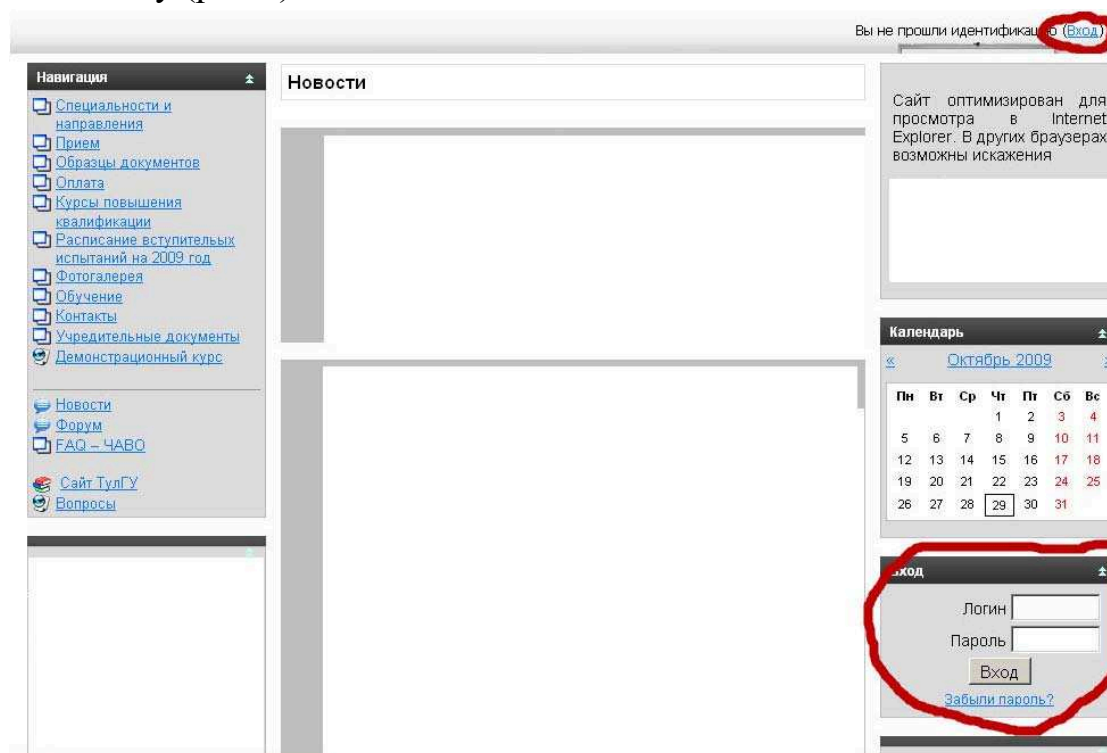 Вы не прошли идентификацию (Вход)
Навигация
Специальности и
направления
Прием
Образцы документов
Оплата
Курсы повышения
квалификации
Расписание вступительых
испытаний на 2009 год
Фотогалерея
Обучение
Контакты
Учредительные документы
Демонстрационный курс
Новости
Форум
FAQ – ЧАВО
Сайт ТулГУ
Вопросы
Новости
Сайт оптимизирован для
просмотра в Internet
Explorer. В других браузерах
возможны искажения
Календарь
« Октябрь 2009
Пн Вт Ср Чт Пт Сб Вс
1 2 3 4
5 6 7 8 9 10 11
12 13 14 15 16 17 18
19 20 21 22 23 24 25
26 27 28 29 30 31
Вход
Логин
Пароль
Вход
Забыли пароль?